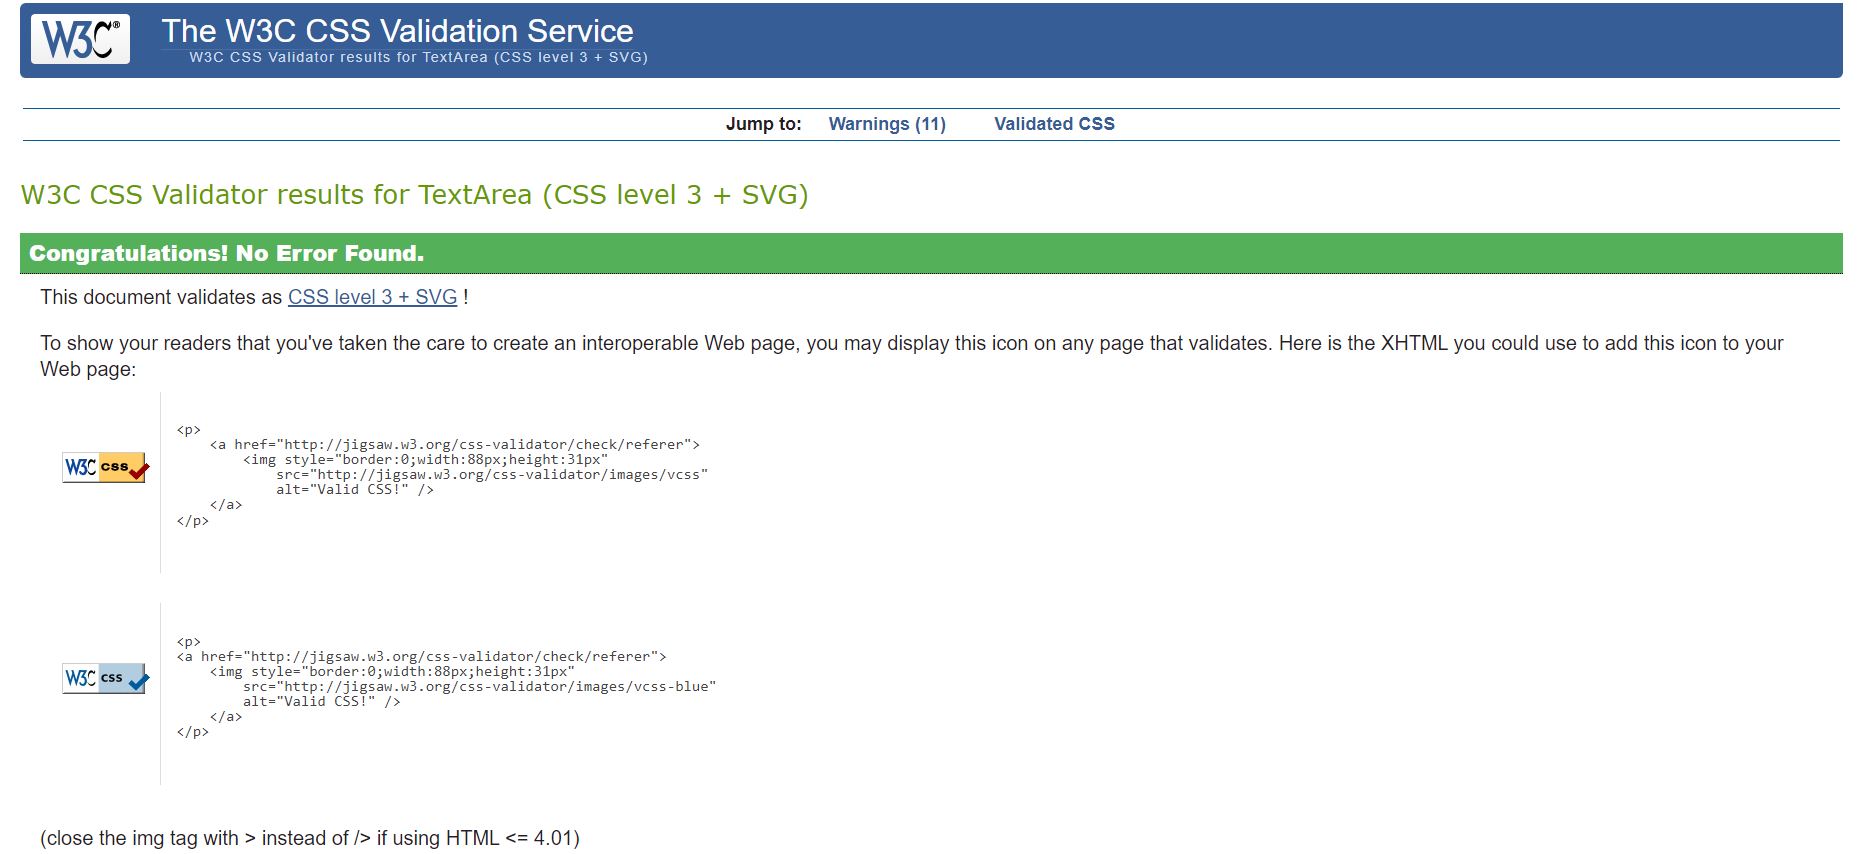 W3C®
The W3C CSS Validation Service
W3C CSS Validator results for TextArea (CSS level 3 + SVG)
Jump to: Warnings (11) Validated CSS
W3C CSS Validator results for TextArea (CSS level 3 + SVG)
Congratulations! No Error Found.
This document validates as CSS level 3 + SVG !
To show your readers that you've taken the care to create an interoperable Web page, you may display this icon on any page that validates. Here is the XHTML you could use to add this icon to your
Web page:
W3C css
<p>
    <a href="http://jigsaw.w3.org/css-validator/check/referer">
        <img style="border:0;width:88px;height:31px"
            src="http://jigsaw.w3.org/css-validator/images/vcss"
            alt="Valid CSS!" />
    </a>
</p>
W3C css
<p>
<a href="http://jigsaw.w3.org/css-validator/check/referer">
    <img style="border:0;width:88px;height:31px"
        src="http://jigsaw.w3.org/css-validator/images/vcss-blue"
        alt="Valid CSS!" />
    </a>
</p>
(close the img tag with > instead of /> if using HTML <= 4.01)